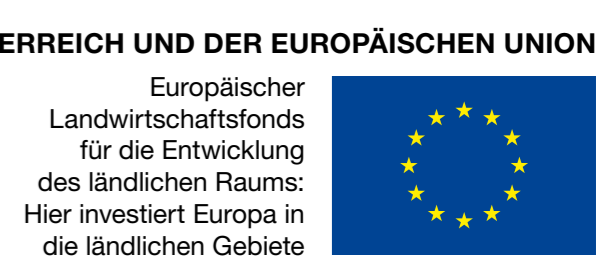 ERREICH UND DER EUROPÄISCHEN UNION
Europäischer
Landwirtschaftsfonds
für die Entwicklung
des ländlichen Raums:
Hier investiert Europa in
die ländlichen Gebiete